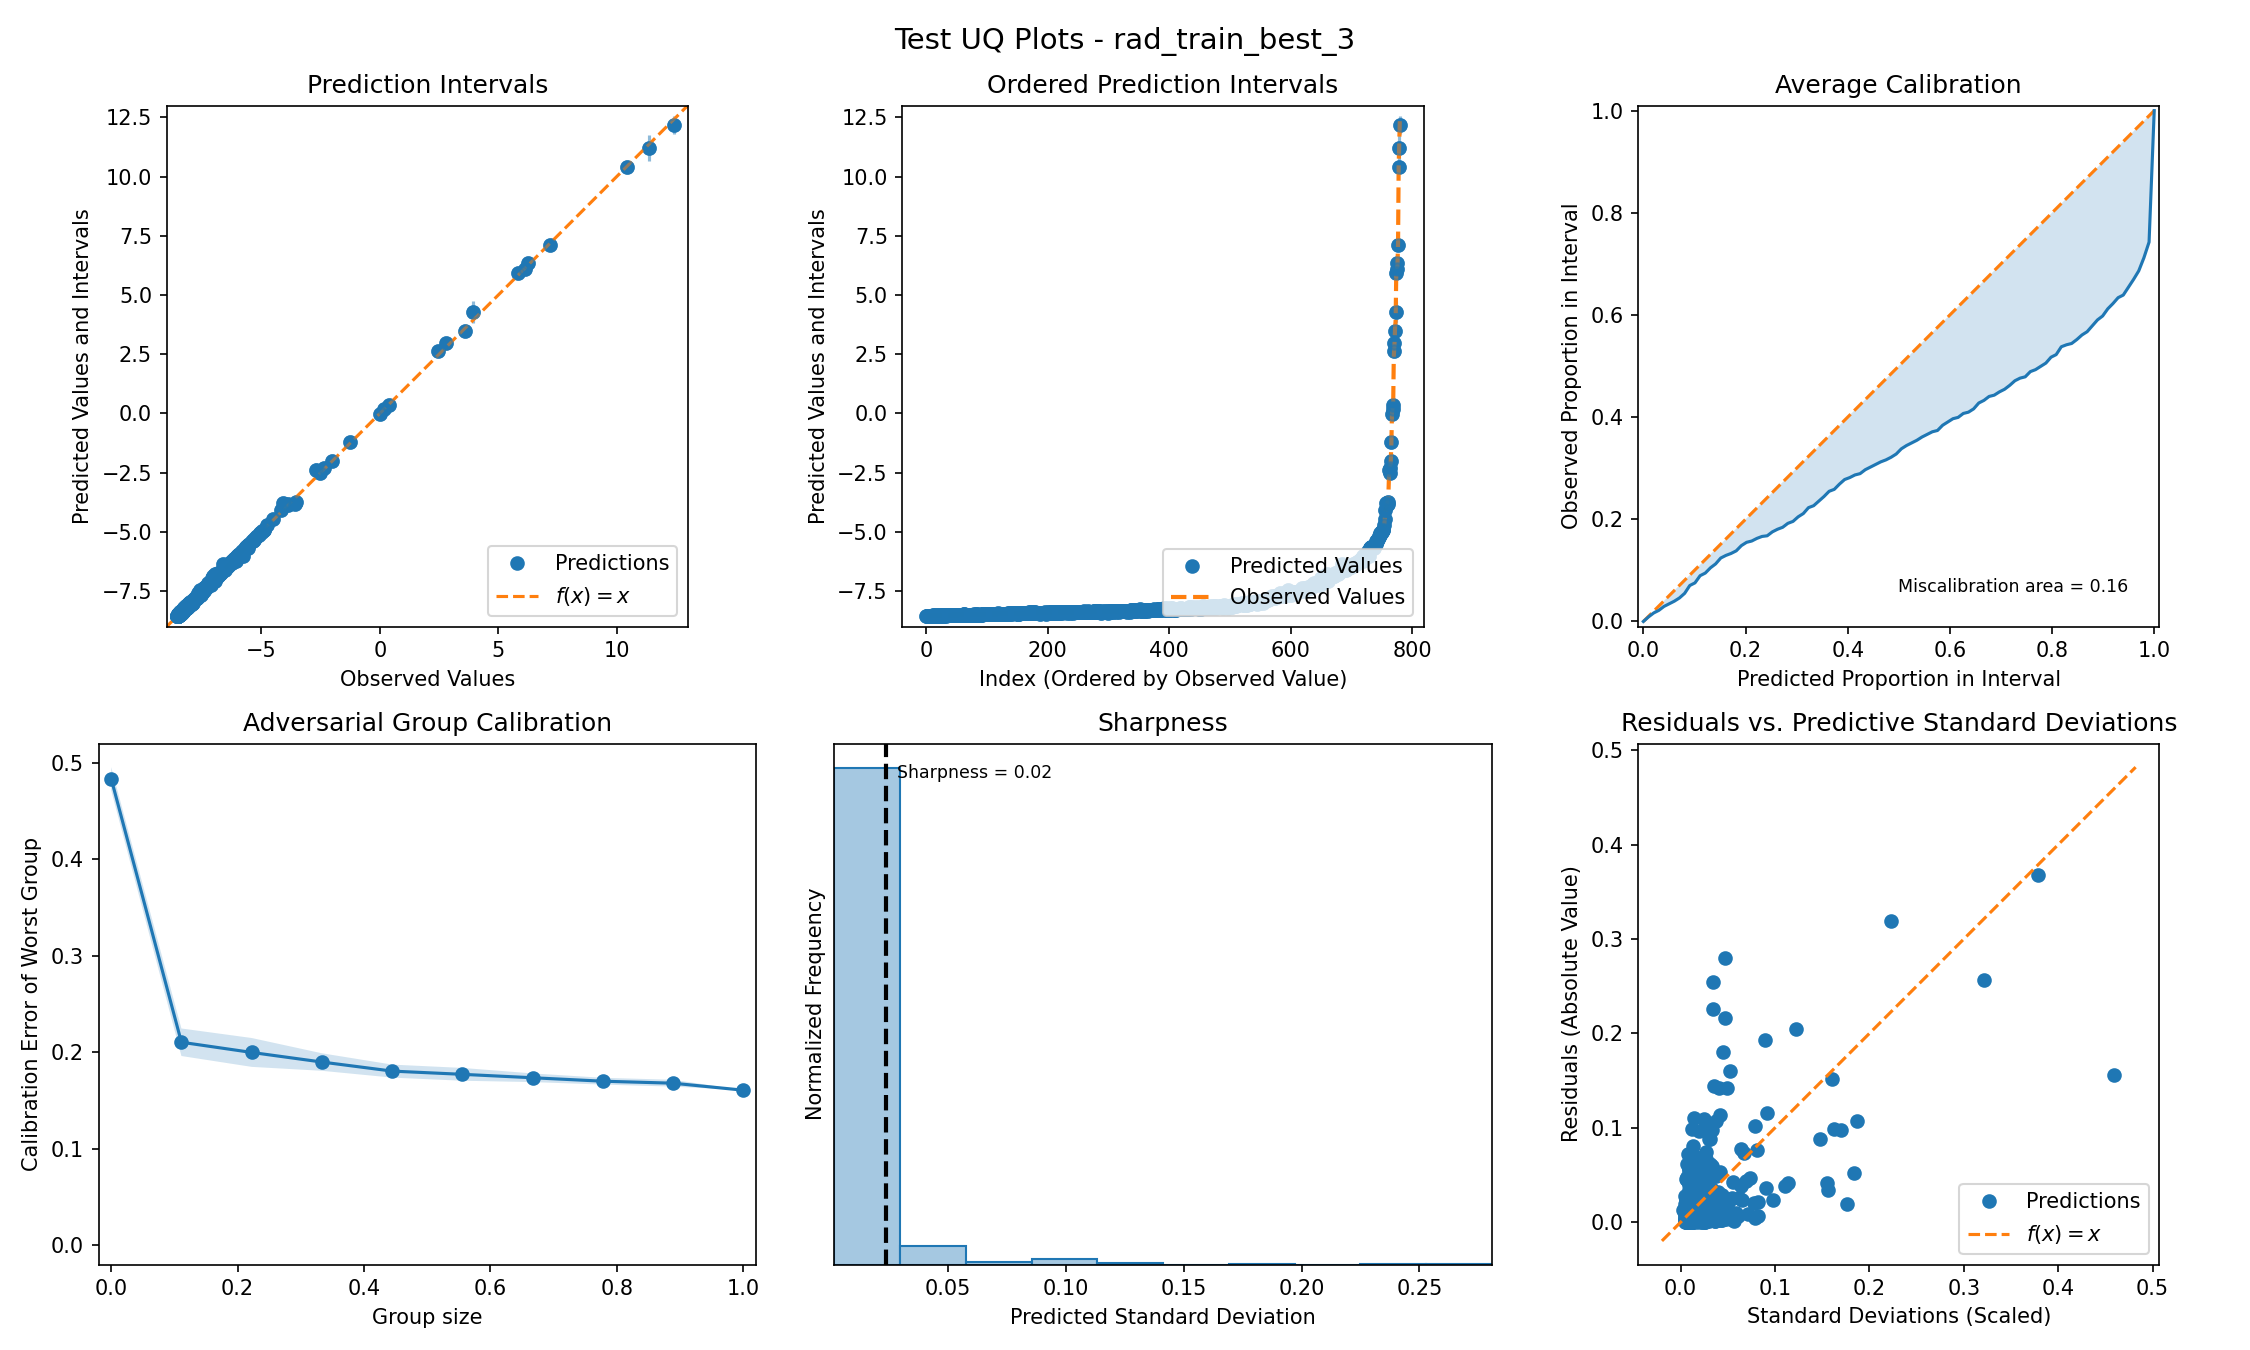 Test UQ Plots - rad_train_best_3
Prediction Intervals
Predicted Values and Intervals
12.5
10.0
7.5
5.0
2.5
0.0
−2.5
−5.0
−7.5
−5
0
5
10
Observed Values
Predictions
f(x) = x
Ordered Prediction Intervals
Predicted Values and Intervals
12.5
10.0
7.5
5.0
2.5
0.0
−2.5
−5.0
−7.5
0
200
400
600
800
Index (Ordered by Observed Value)
Predicted Values
Observed Values
Average Calibration
Observed Proportion in Interval
1.0
0.8
0.6
0.4
0.2
0.0
0.0
0.2
0.4
0.6
0.8
1.0
Predicted Proportion in Interval
Miscalibration area = 0.16
Adversarial Group Calibration
Calibration Error of Worst Group
0.5
0.4
0.3
0.2
0.1
0.0
0.0
0.2
0.4
0.6
0.8
1.0
Group size
Sharpness
Normalized Frequency
Sharpness = 0.02
0.05
0.10
0.15
0.20
0.25
Predicted Standard Deviation
Residuals vs. Predictive Standard Deviations
Residuals (Absolute Value)
0.5
0.4
0.3
0.2
0.1
0.0
0.0
0.1
0.2
0.3
0.4
0.5
Standard Deviations (Scaled)
Predictions
f(x) = x